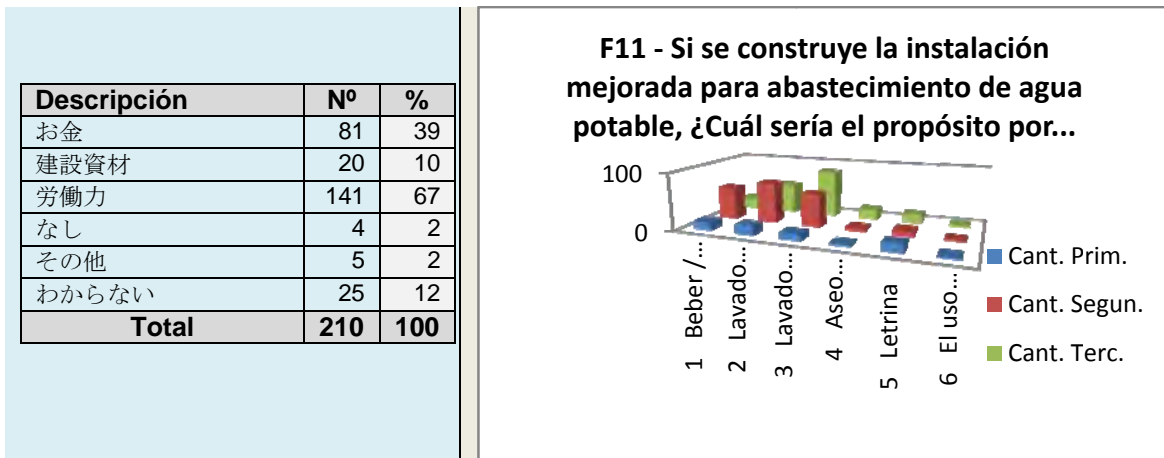 Descripción Nº %
お金 81 39
建設資材 20 10
労働力 141 67
なし 4 2
その他 5 2
わからない 25 12
Total 210 100
F11 - Si se construye la instalación
mejorada para abastecimiento de agua
potable, ¿Cuál sería el propósito por...
100
0
1 Beber /...
2 Lavado...
3 Lavado...
4 Aseo...
5 Letrina
6 El uso...
Cant. Prim.
Cant. Segun.
Cant. Terc.